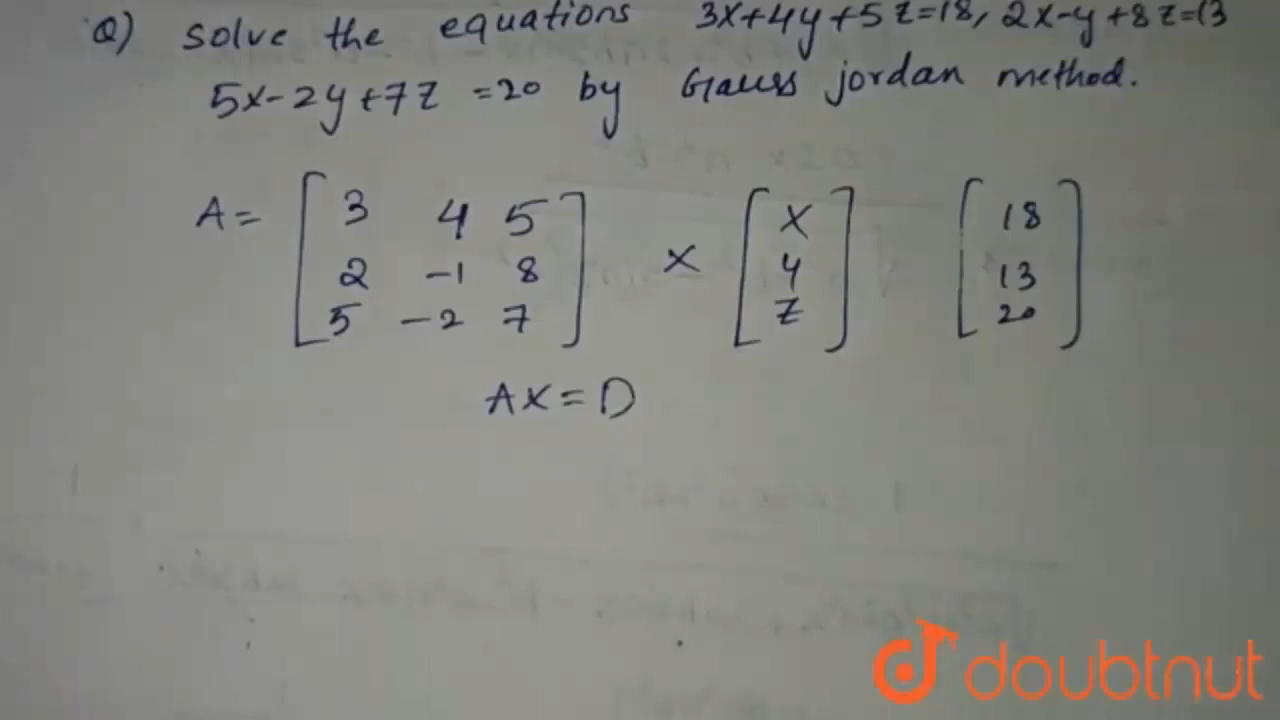 Q) solve the equations 3x+4y+5z=18, 2x-y+8z=13
5x-2y+7z =20 by Gauss jordan method.
A= [ 3 4 5 ] × [ x ] [ 18 ]
2 -1 8 y 13
5 -2 7 z 20
AX=D
doubtnut